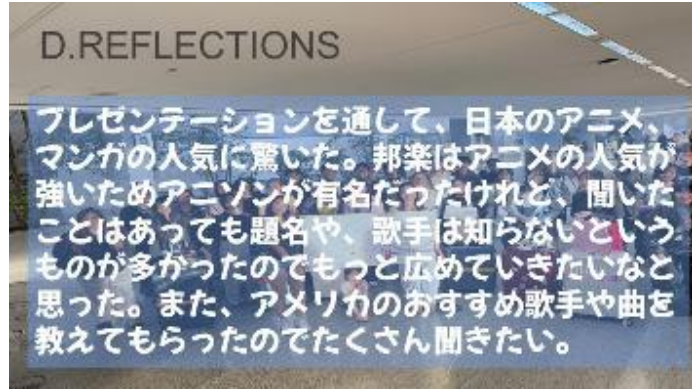 D.REFLECTIONS
プレゼンテーションを通して、日本のアニメ、
マンガの人気に驚いた。邦楽はアニメの人気が
強いためアニソンが有名だったけれど、聞いた
ことはあっても題名や、歌手は知らないという
ものが多かったのでもっと広めていきたいなと
思った。また、アメリカのおすすめ歌手や曲を
教えてもらったのでたくさん聞きたい。